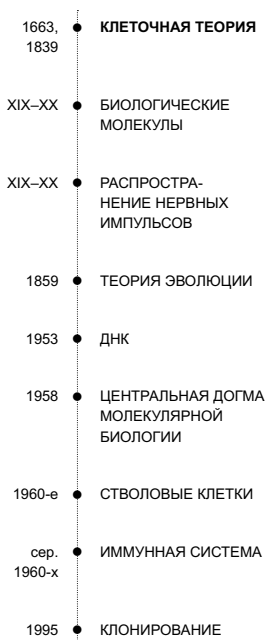 1663, КЛЕТОЧНАЯ ТЕОРИЯ
1839
XIX–XX БИОЛОГИЧЕСКИЕ
МОЛЕКУЛЫ
XIX–XX РАСПРОСТРА-
НЕНИЕ НЕРВНЫХ
ИМПУЛЬСОВ
1859 ТЕОРИЯ ЭВОЛЮЦИИ
1953 ДНК
1958 ЦЕНТРАЛЬНАЯ ДОГМА
МОЛЕКУЛЯРНОЙ
БИОЛОГИИ
1960-е СТВОЛОВЫЕ КЛЕТКИ
сер. ИММУННАЯ СИСТЕМА
1960-х
1995 КЛОНИРОВАНИЕ